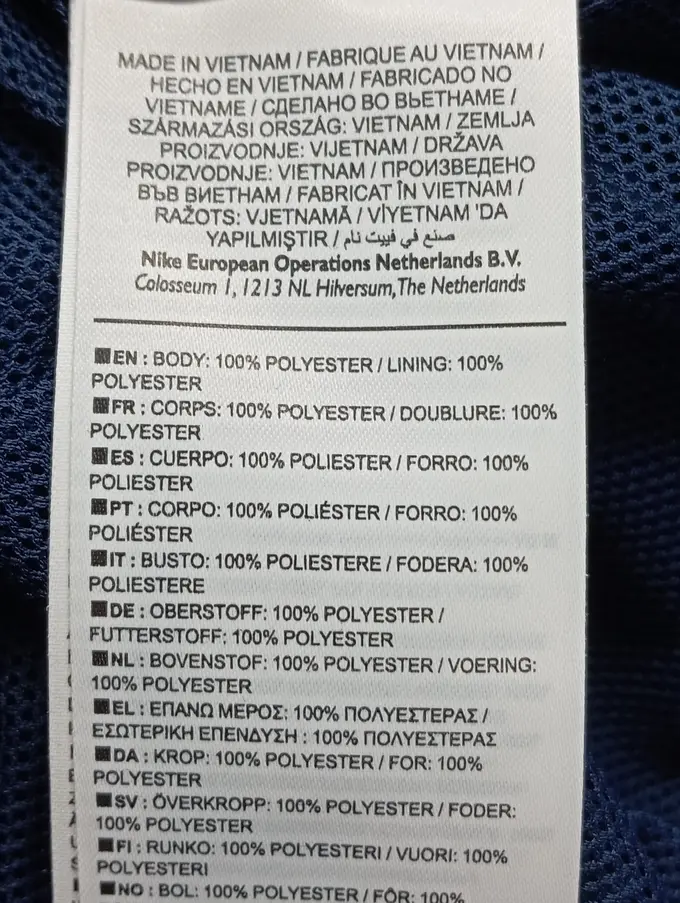 MADE IN VIETNAM / FABRIQUE AU VIETNAM /
HECHO EN VIETNAM / FABRICADO NO
VIETNAME / СДЕЛАНО ВО ВЬЕТНАМЕ /
SZÁRMAZÁSI ORSZÁG: VIETNAM / ZEMLJA
PROIZVODNJE: VIJETNAM / DRŽAVA
PROIZVODNJE: VIETNAM / ПРОИЗВЕДЕНО
ВЪВ ВИЕТНАМ / FABRICAT ÎN VIETNAM /
RAŽOTS: VJETNAMĀ / VİYETNAM 'DA
YAPILMIŞTIR / صنع في فييت نام
Nike European Operations Netherlands B.V.
Colosseum 1, 1213 NL Hilversum, The Netherlands
EN : BODY: 100% POLYESTER / LINING: 100%
POLYESTER
FR : CORPS: 100% POLYESTER / DOUBLURE: 100%
POLYESTER
ES : CUERPO: 100% POLIESTER / FORRO: 100%
POLIESTER
PT : CORPO: 100% POLIÉSTER / FORRO: 100%
POLIÉSTER
IT : BUSTO: 100% POLIESTERE / FODERA: 100%
POLIESTERE
DE : OBERSTOFF: 100% POLYESTER /
FUTTERSTOFF: 100% POLYESTER
NL : BOVENSTOF: 100% POLYESTER / VOERING:
100% POLYESTER
EL : ΕΠΑΝΩ ΜΕΡΟΣ: 100% ΠΟΛΥΕΣΤΕΡΑΣ /
ΕΣΩΤΕΡΙΚΗ ΕΠΕΝΔΥΣΗ : 100% ΠΟΛΥΕΣΤΕΡΑΣ
DA : KROP: 100% POLYESTER / FOR: 100%
POLYESTER
SV : ÖVERKROPP: 100% POLYESTER / FODER:
100% POLYESTER
FI : RUNKO: 100% POLYESTERI / VUORI: 100%
POLYESTERI
NO : BOL: 100% POLYESTER / FÔR: 100%